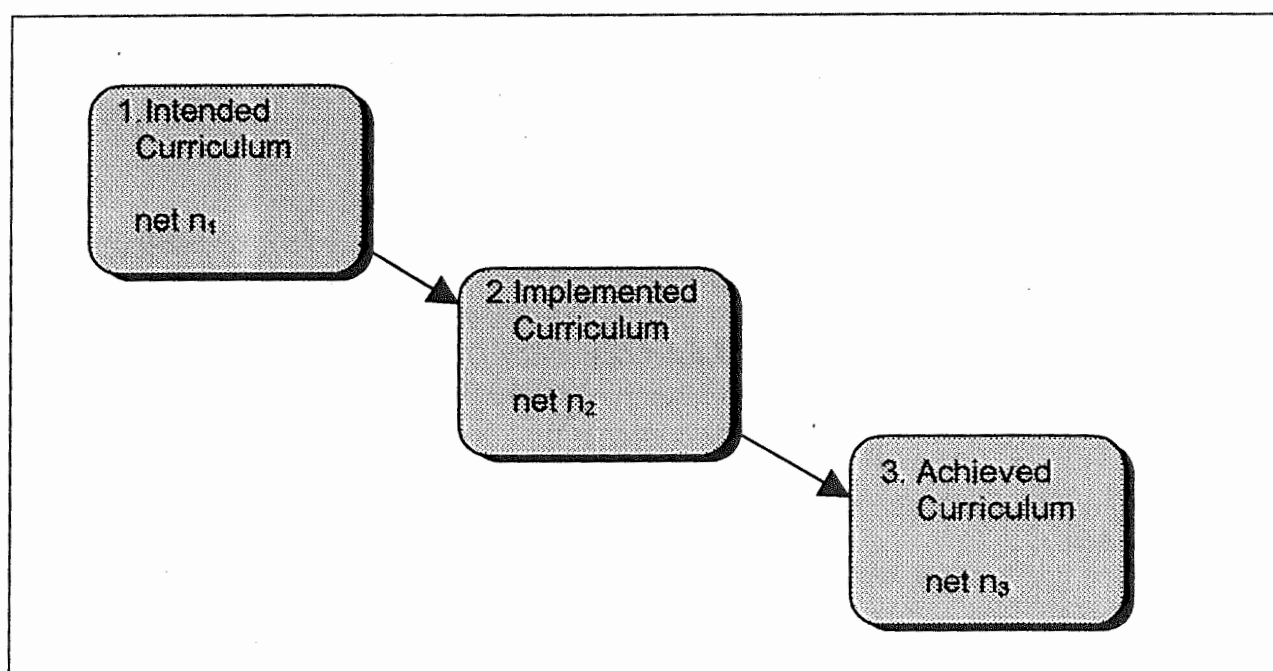 1.Intended
Curriculum
net n₁
2.Implemented
Curriculum
net n₂
3. Achieved
Curriculum
net n₃